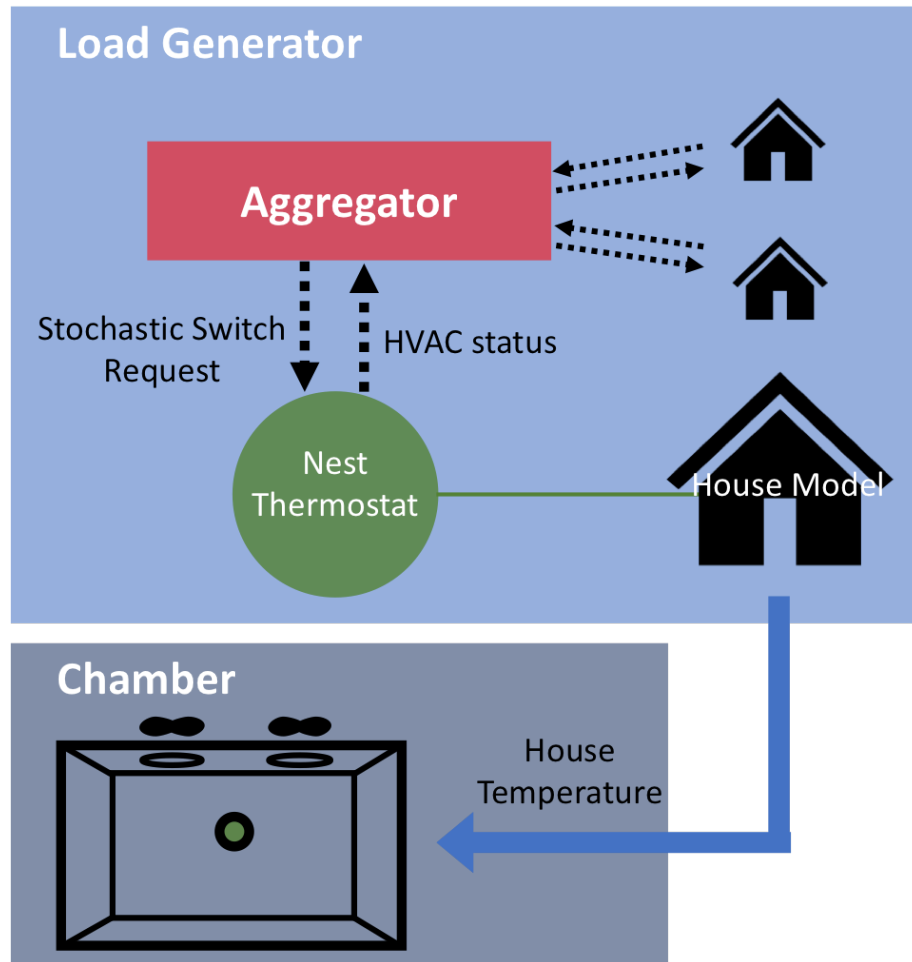 Load Generator
Aggregator
Stochastic Switch
Request
HVAC status
Nest
Thermostat
House Model
Chamber
House
Temperature